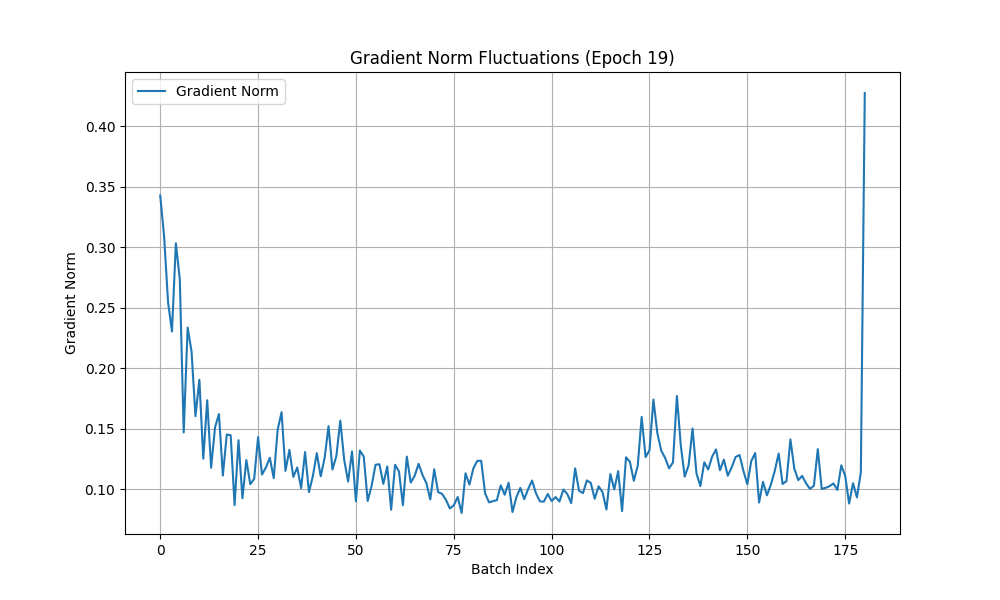 Gradient Norm Fluctuations (Epoch 19)
Gradient Norm
0.40
0.35
0.30
0.25
0.20
0.15
0.10
Gradient Norm
0 25 50 75 100 125 150 175
Batch Index